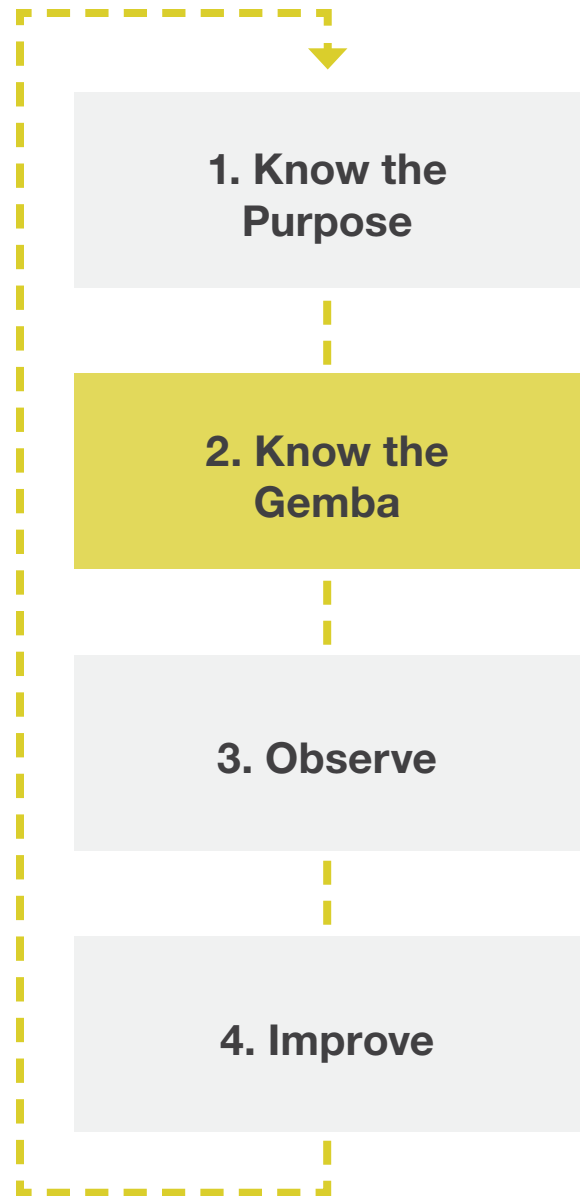 1. Know the
Purpose
2. Know the
Gemba
3. Observe
4. Improve